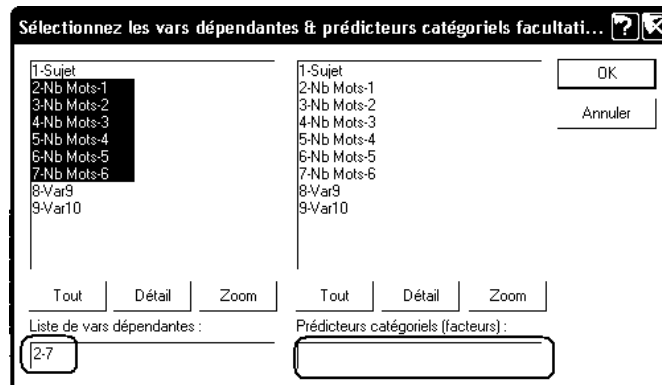 Sélectionnez les vars dépendantes & prédicteurs catégoriels facultati...
1-Sujet
2-Nb Mots-1
3-Nb Mots-2
4-Nb Mots-3
5-Nb Mots-4
6-Nb Mots-5
7-Nb Mots-6
8-Var9
9-Var10
1-Sujet
2-Nb Mots-1
3-Nb Mots-2
4-Nb Mots-3
5-Nb Mots-4
6-Nb Mots-5
7-Nb Mots-6
8-Var9
9-Var10
OK
Annuler
Tout Détail Zoom
Tout Détail Zoom
Liste de vars dépendantes :
2-7
Prédicteurs catégoriels (facteurs) :